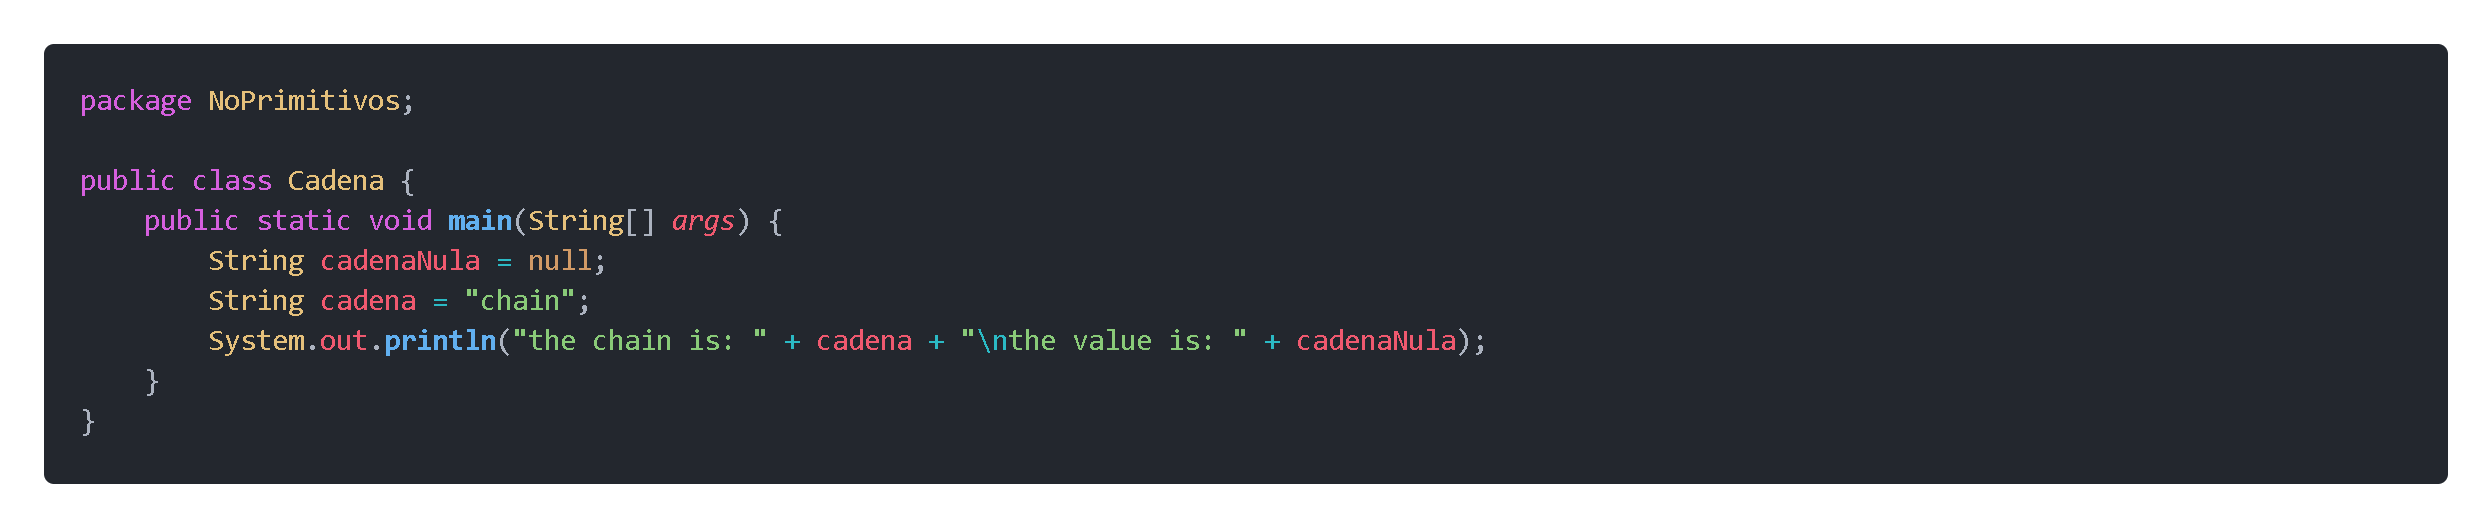 package NoPrimitivos;

public class Cadena {
    public static void main(String[] args) {
        String cadenaNula = null;
        String cadena = "chain";
        System.out.println("the chain is: " + cadena + "\nthe value is: " + cadenaNula);
    }
}